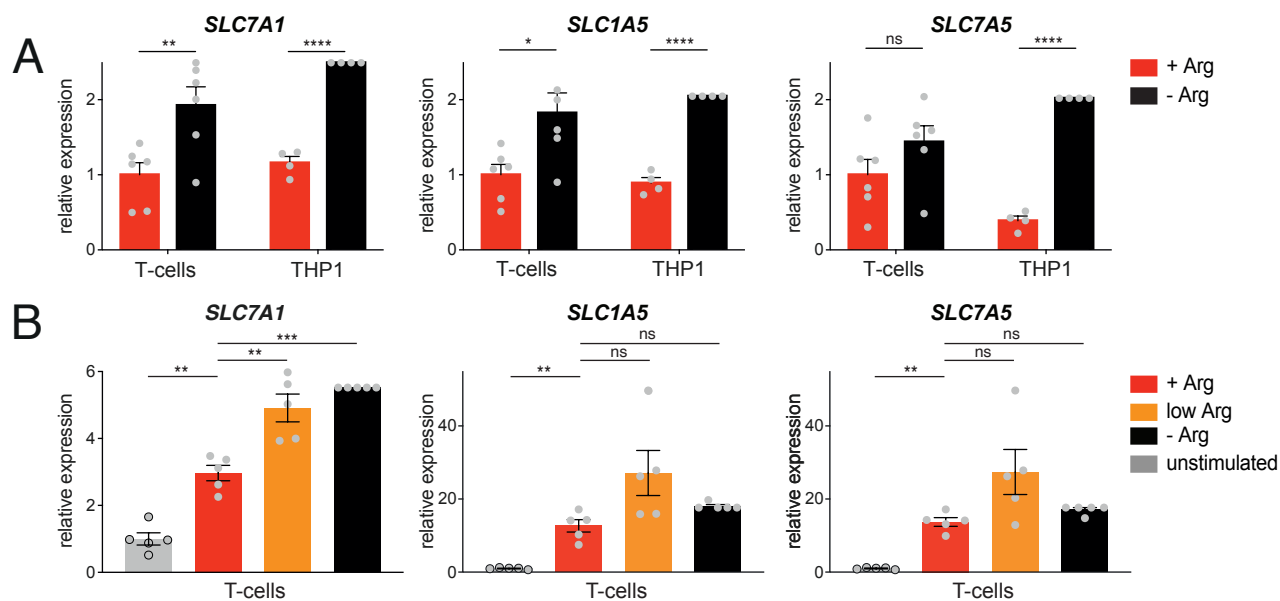 A
SLC7A1
SLC1A5
SLC7A5
** ****
* ****
ns ****
+ Arg
- Arg
relative expression
relative expression
relative expression
2
1
0
2
1
0
2
1
0
T-cells THP1
T-cells THP1
T-cells THP1
B
SLC7A1
SLC1A5
SLC7A5
***
**
**
ns
ns
**
ns
ns
**
+ Arg
low Arg
- Arg
unstimulated
relative expression
relative expression
relative expression
6
4
2
0
40
20
0
40
20
0
T-cells
T-cells
T-cells